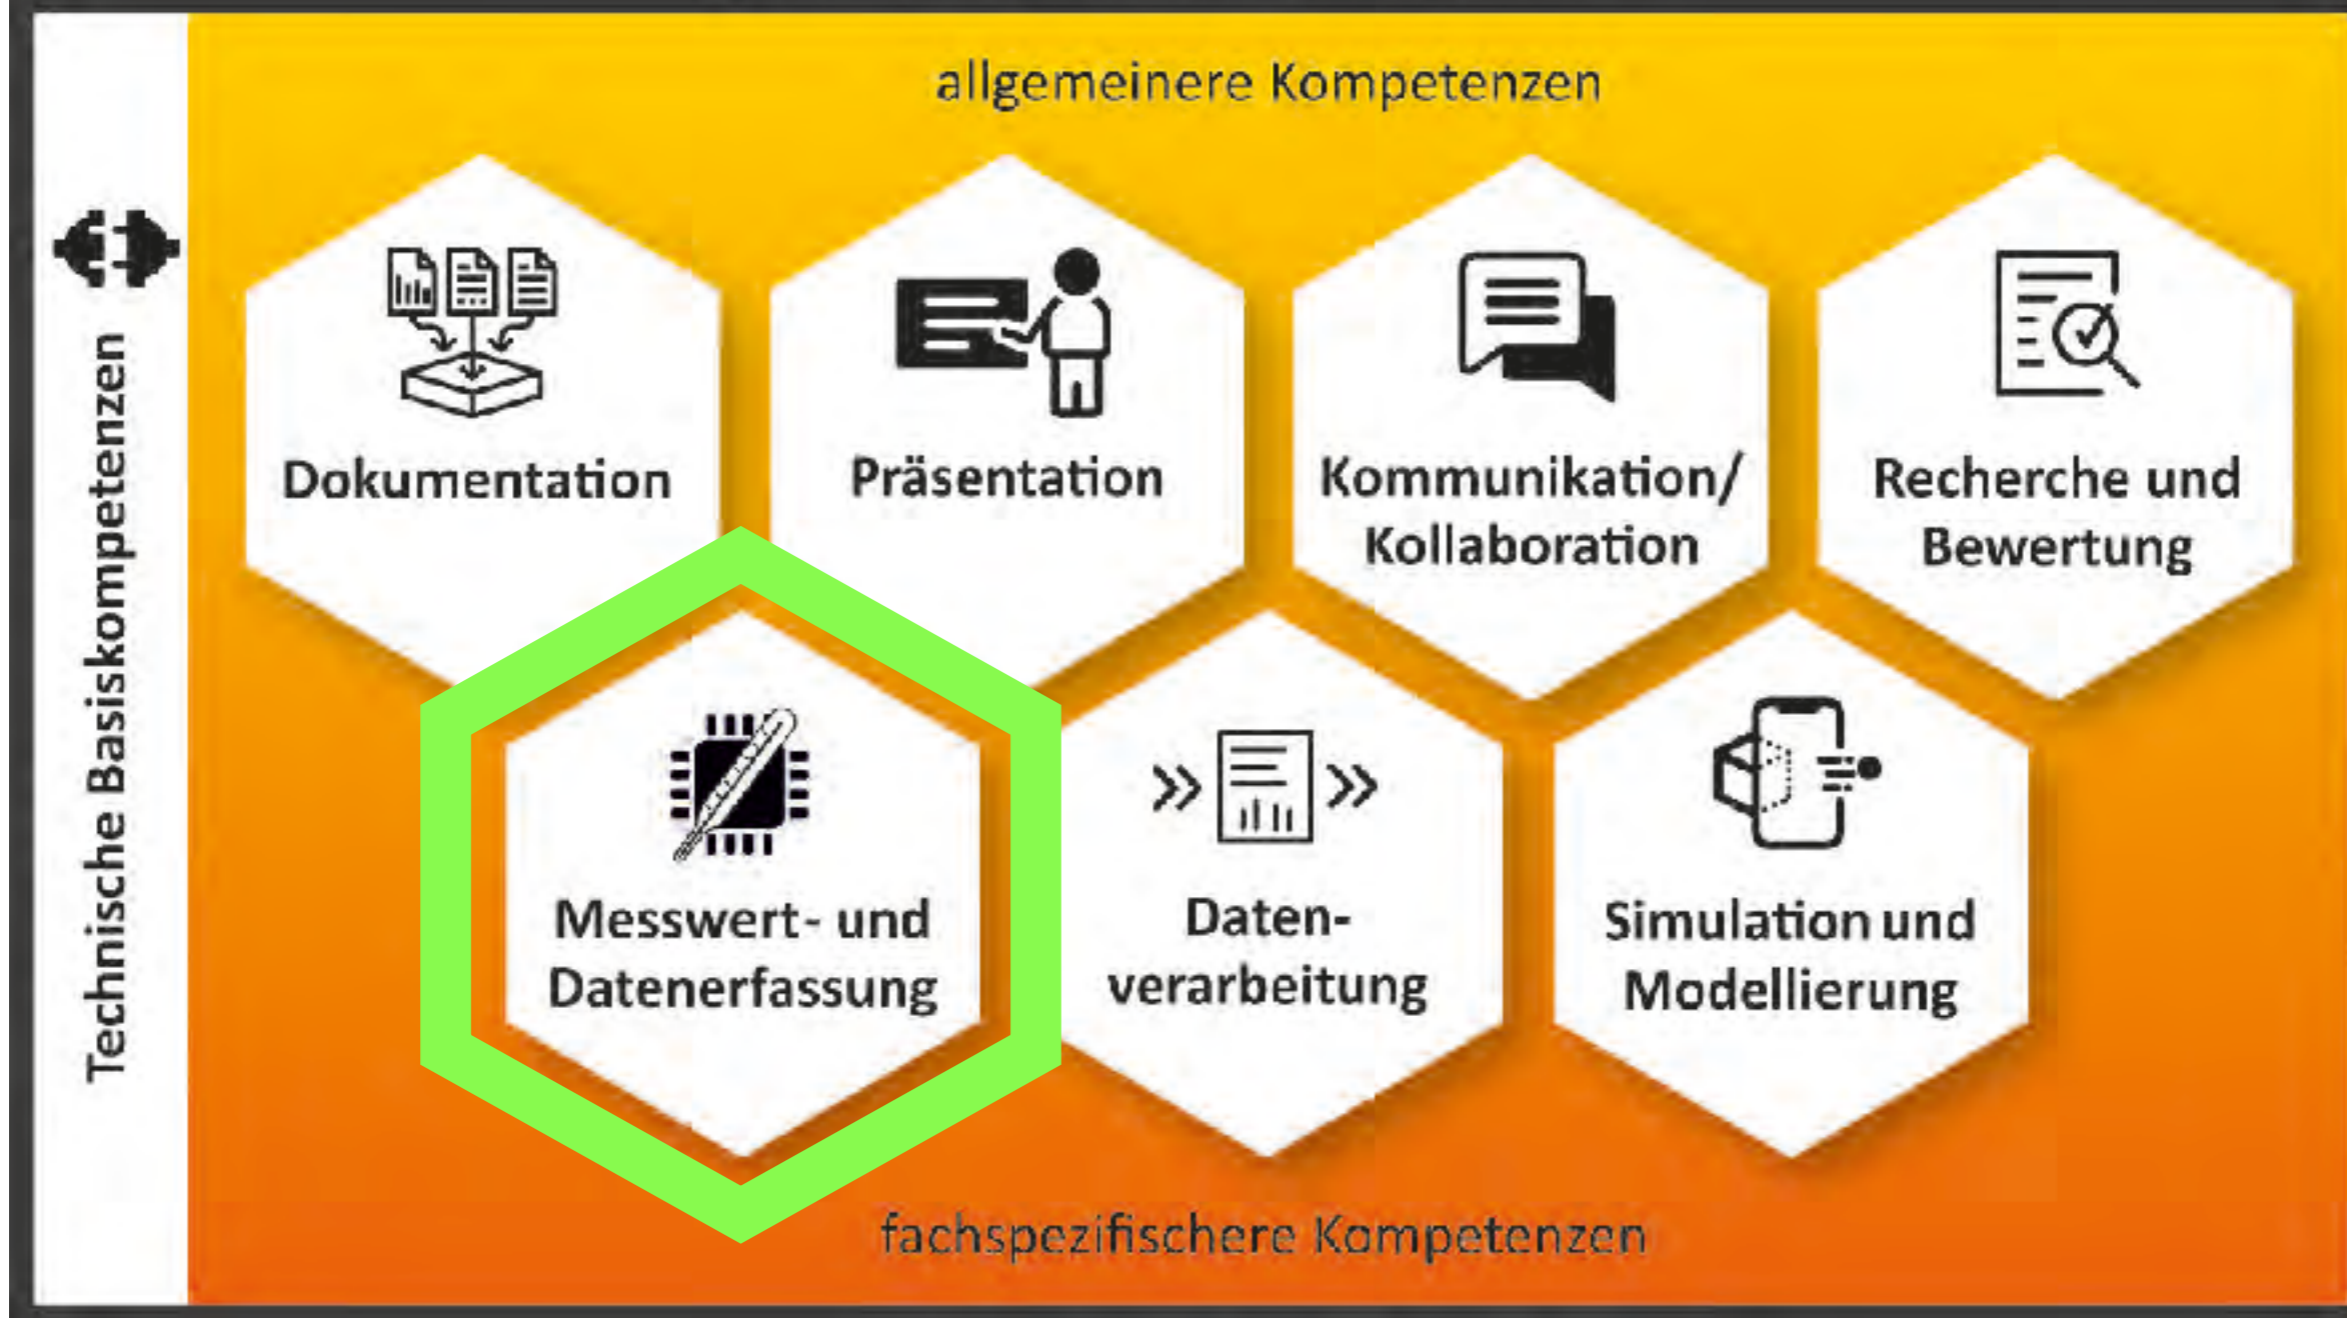 allgemeinere Kompetenzen
Technische Basiskompetenzen
Dokumentation
Präsentation
Kommunikation/
Kollaboration
Recherche und
Bewertung
Messwert- und
Datenerfassung
Daten-
verarbeitung
Simulation und
Modellierung
fachspezifischere Kompetenzen